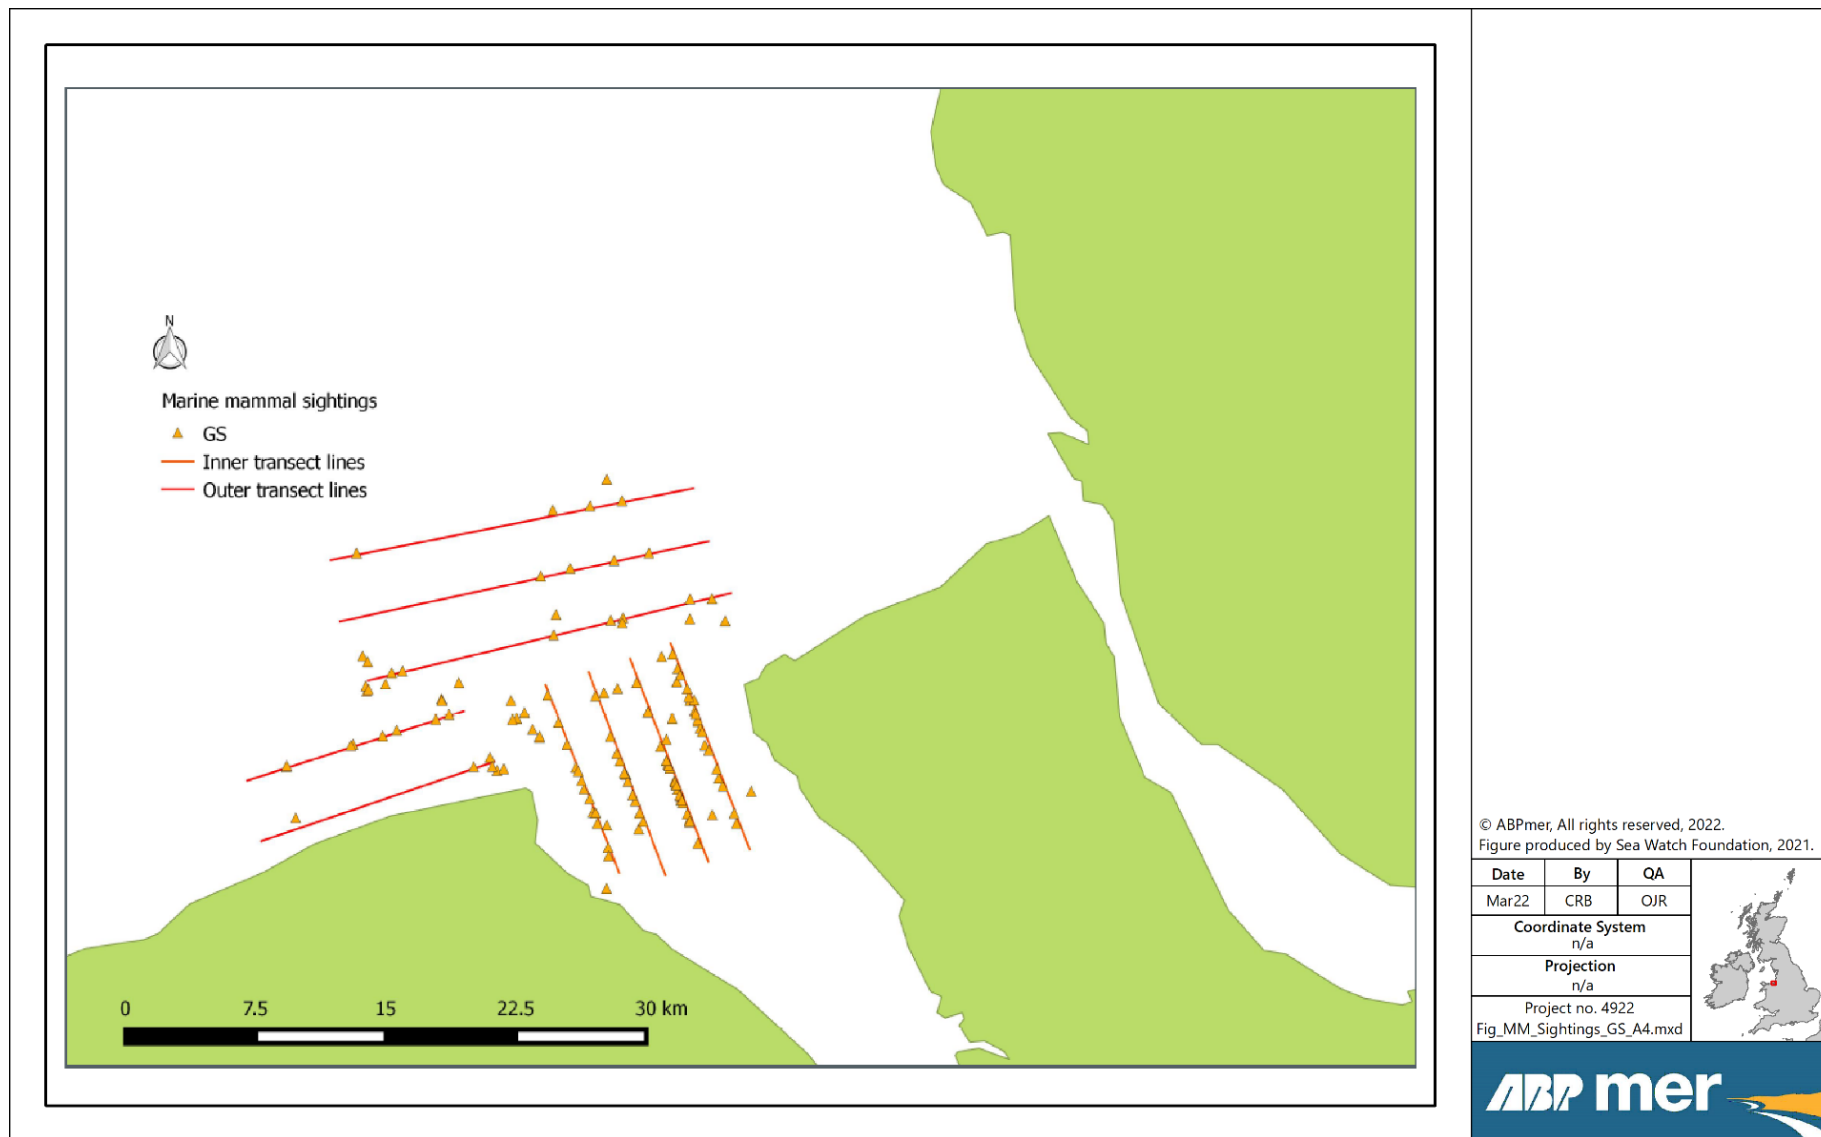 N
Marine mammal sightings
GS
Inner transect lines
Outer transect lines
0 7.5 15 22.5 30 km
© ABPmer, All rights reserved, 2022.
Figure produced by Sea Watch Foundation, 2021.
Date By QA
Mar22 CRB OJR
Coordinate System
n/a
Projection
n/a
Project no. 4922
Fig_MM_Sightings_GS_A4.mxd
ABPmer